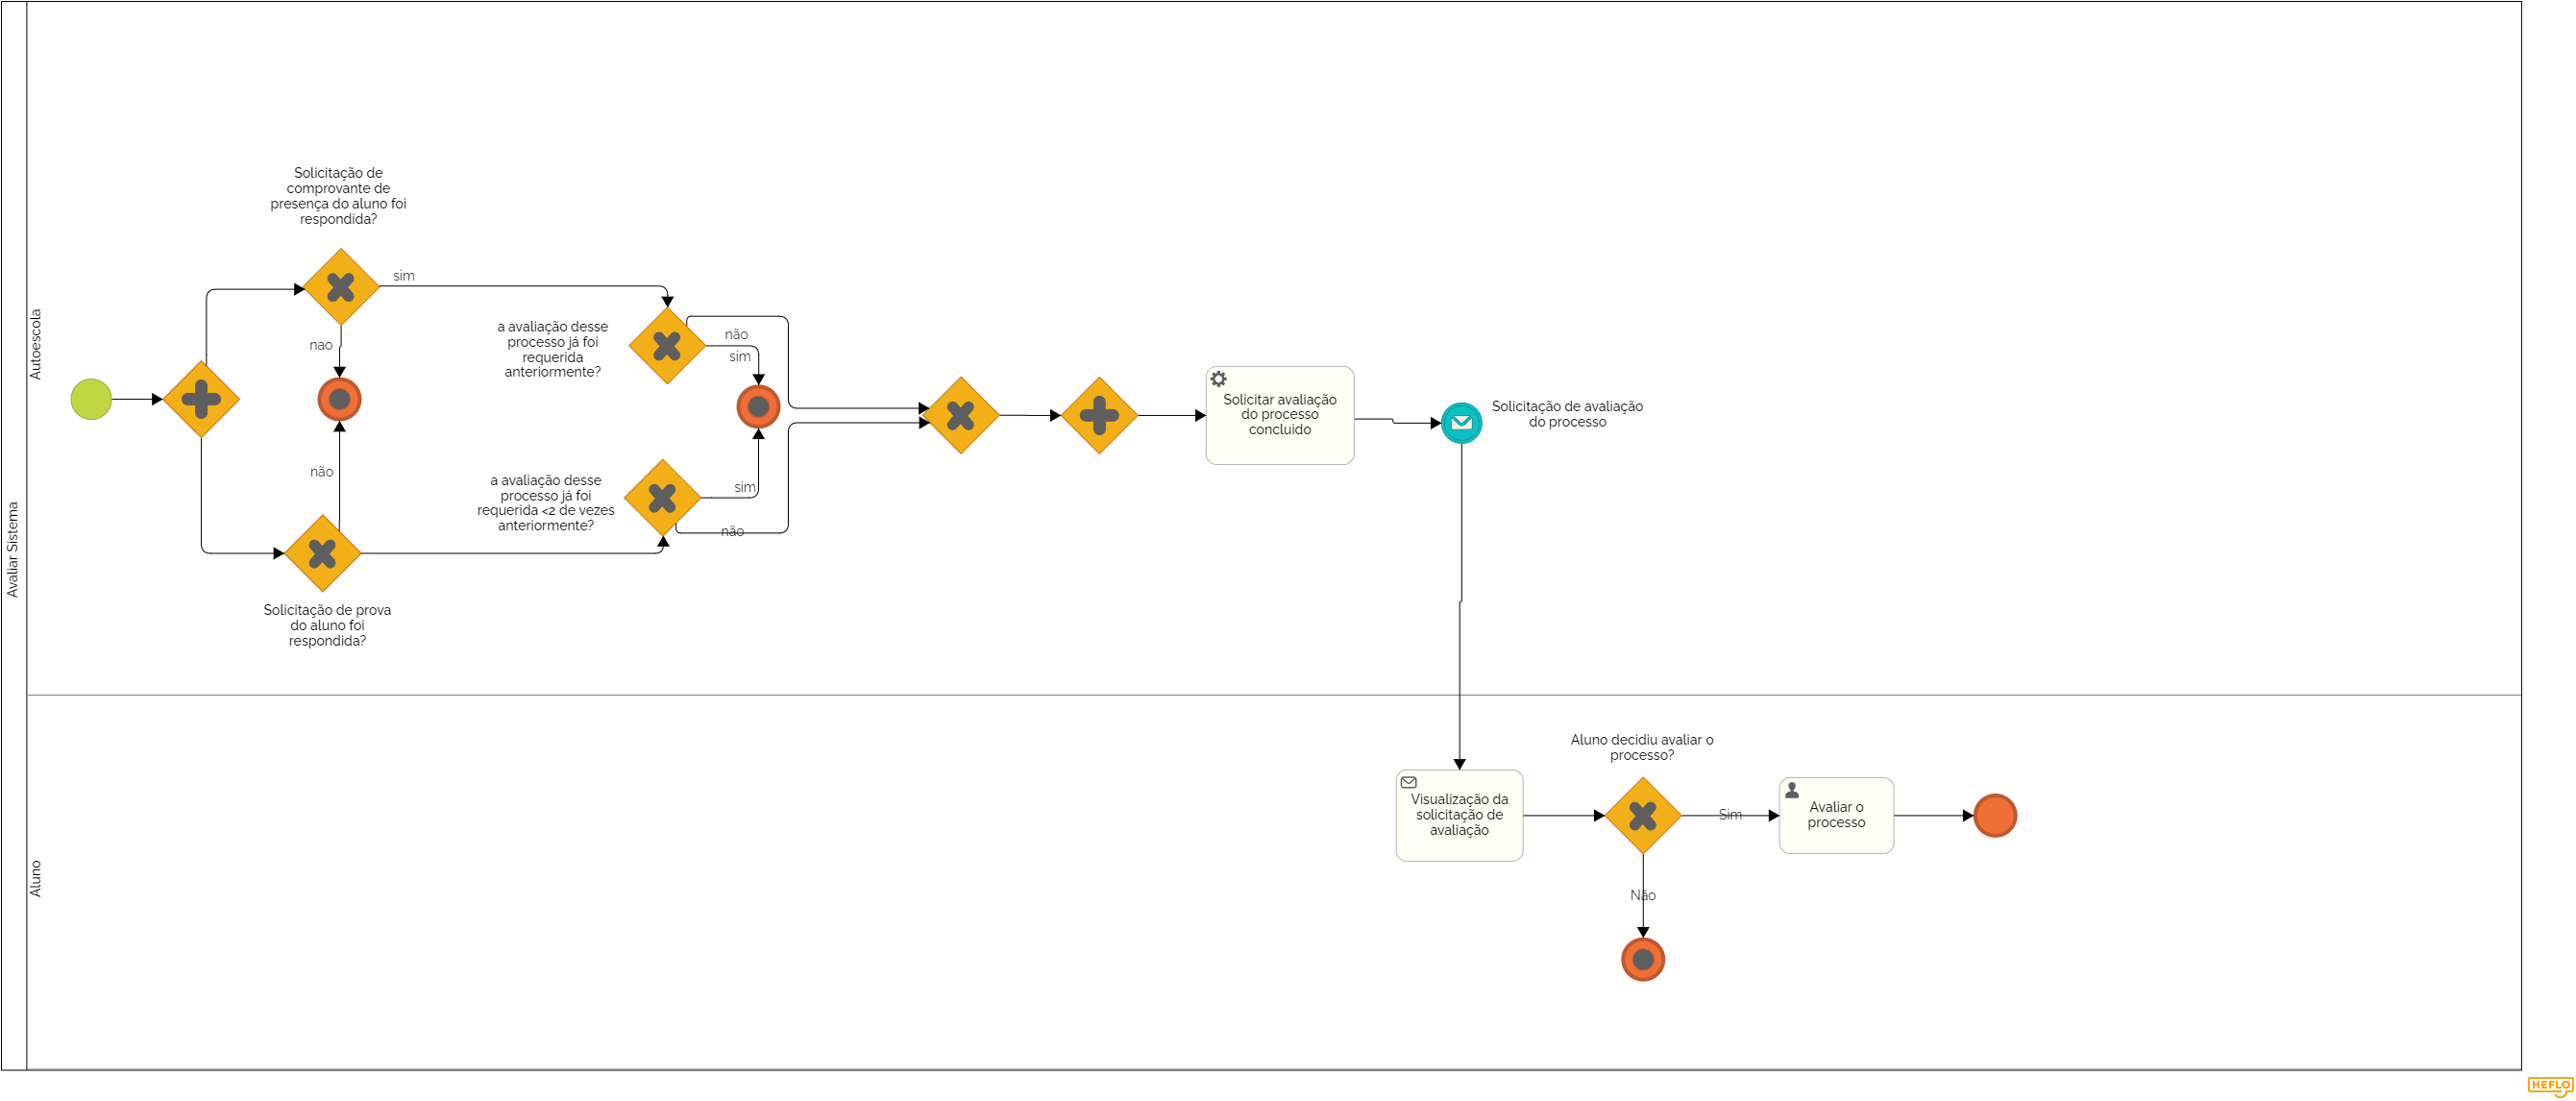 Avaliar Sistema
Autoescola
Solicitação de
comprovante de
presença do aluno foi
respondida?
sim
nao
não
Solicitação de prova
do aluno foi
respondida?
a avaliação desse
processo já foi
requerida
anteriormente?
não
sim
a avaliação desse
processo já foi
requerida <2 de vezes
anteriormente?
sim
não
Solicitar avaliação
do processo
concluido
Solicitação de avaliação
do processo
Aluno
Visualização da
solicitação de
avaliação
Aluno decidiu avaliar o
processo?
Sim
Não
Avaliar o
processo
HEFLO